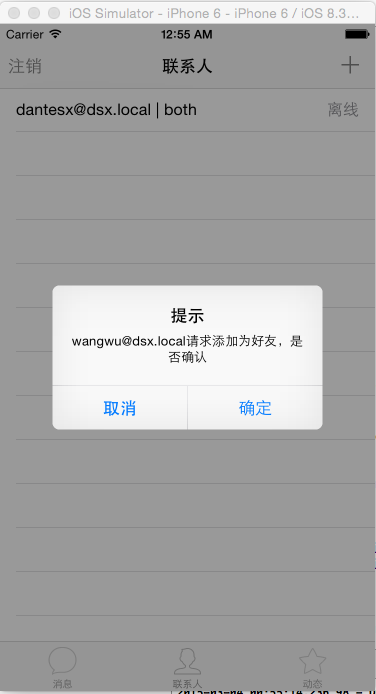 iOS Simulator - iPhone 6 - iPhone 6 / iOS 8.3...
Carrier 12:55 AM
注销 联系人
dantesx@dsx.local | both 离线
提示
wangwu@dsx.local请求添加为好友，是
否确认
取消 确定
消息 联系人 动态